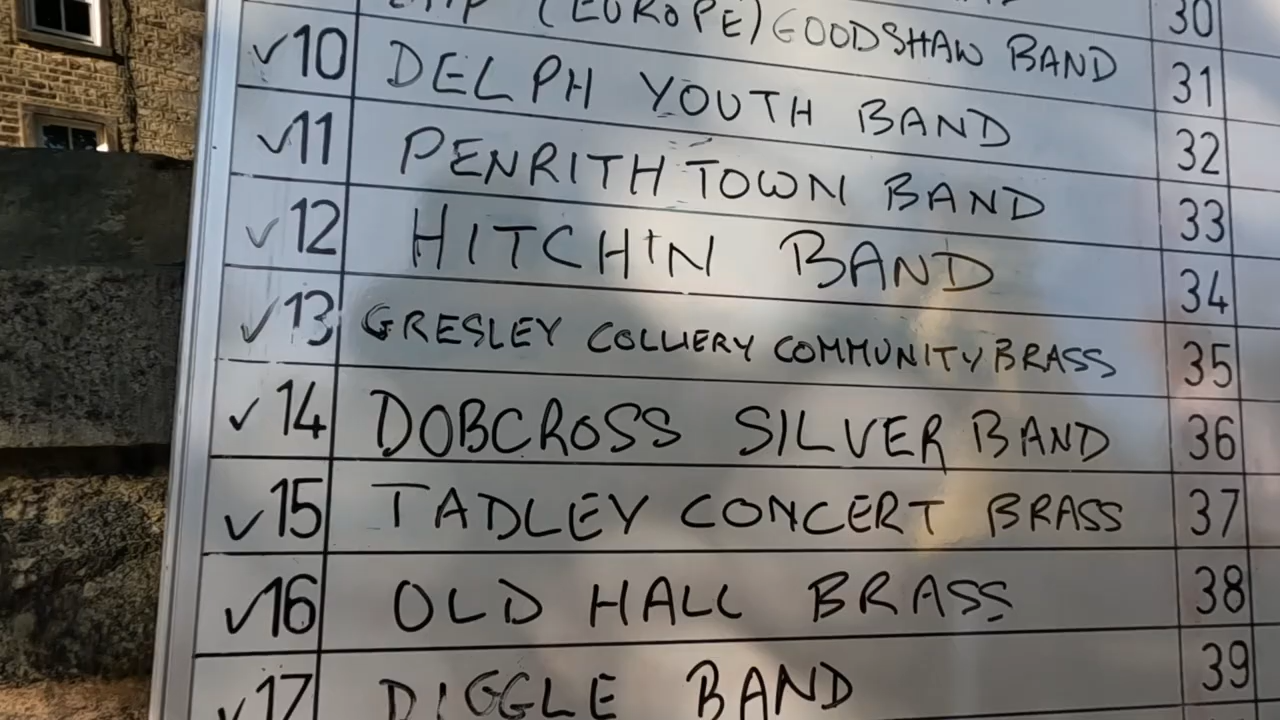 30
(EUROPE) GOODSHAW BAND 31
✓10 DELPH YOUTH BAND 32
✓11 PENRITH TOWN BAND 33
✓12 HITCHIN BAND 34
✓13 GRESLEY COLLIERY COMMUNITY BRASS 35
✓14 DOBCROSS SILVER BAND 36
✓15 TADLEY CONCERT BRASS 37
✓16 OLD HALL BRASS 38
✓17 DIGGLE BAND 39